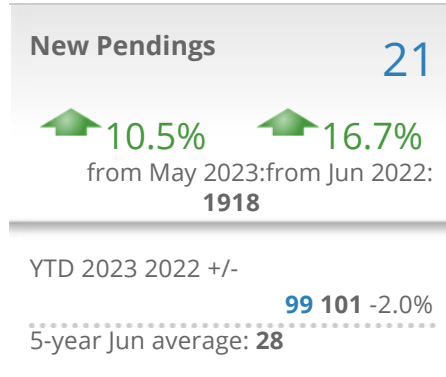 New Pendings
21
10.5% 16.7%
from May 2023:from Jun 2022:
1918
YTD 2023 2022 +/-
99 101 -2.0%
5-year Jun average: 28